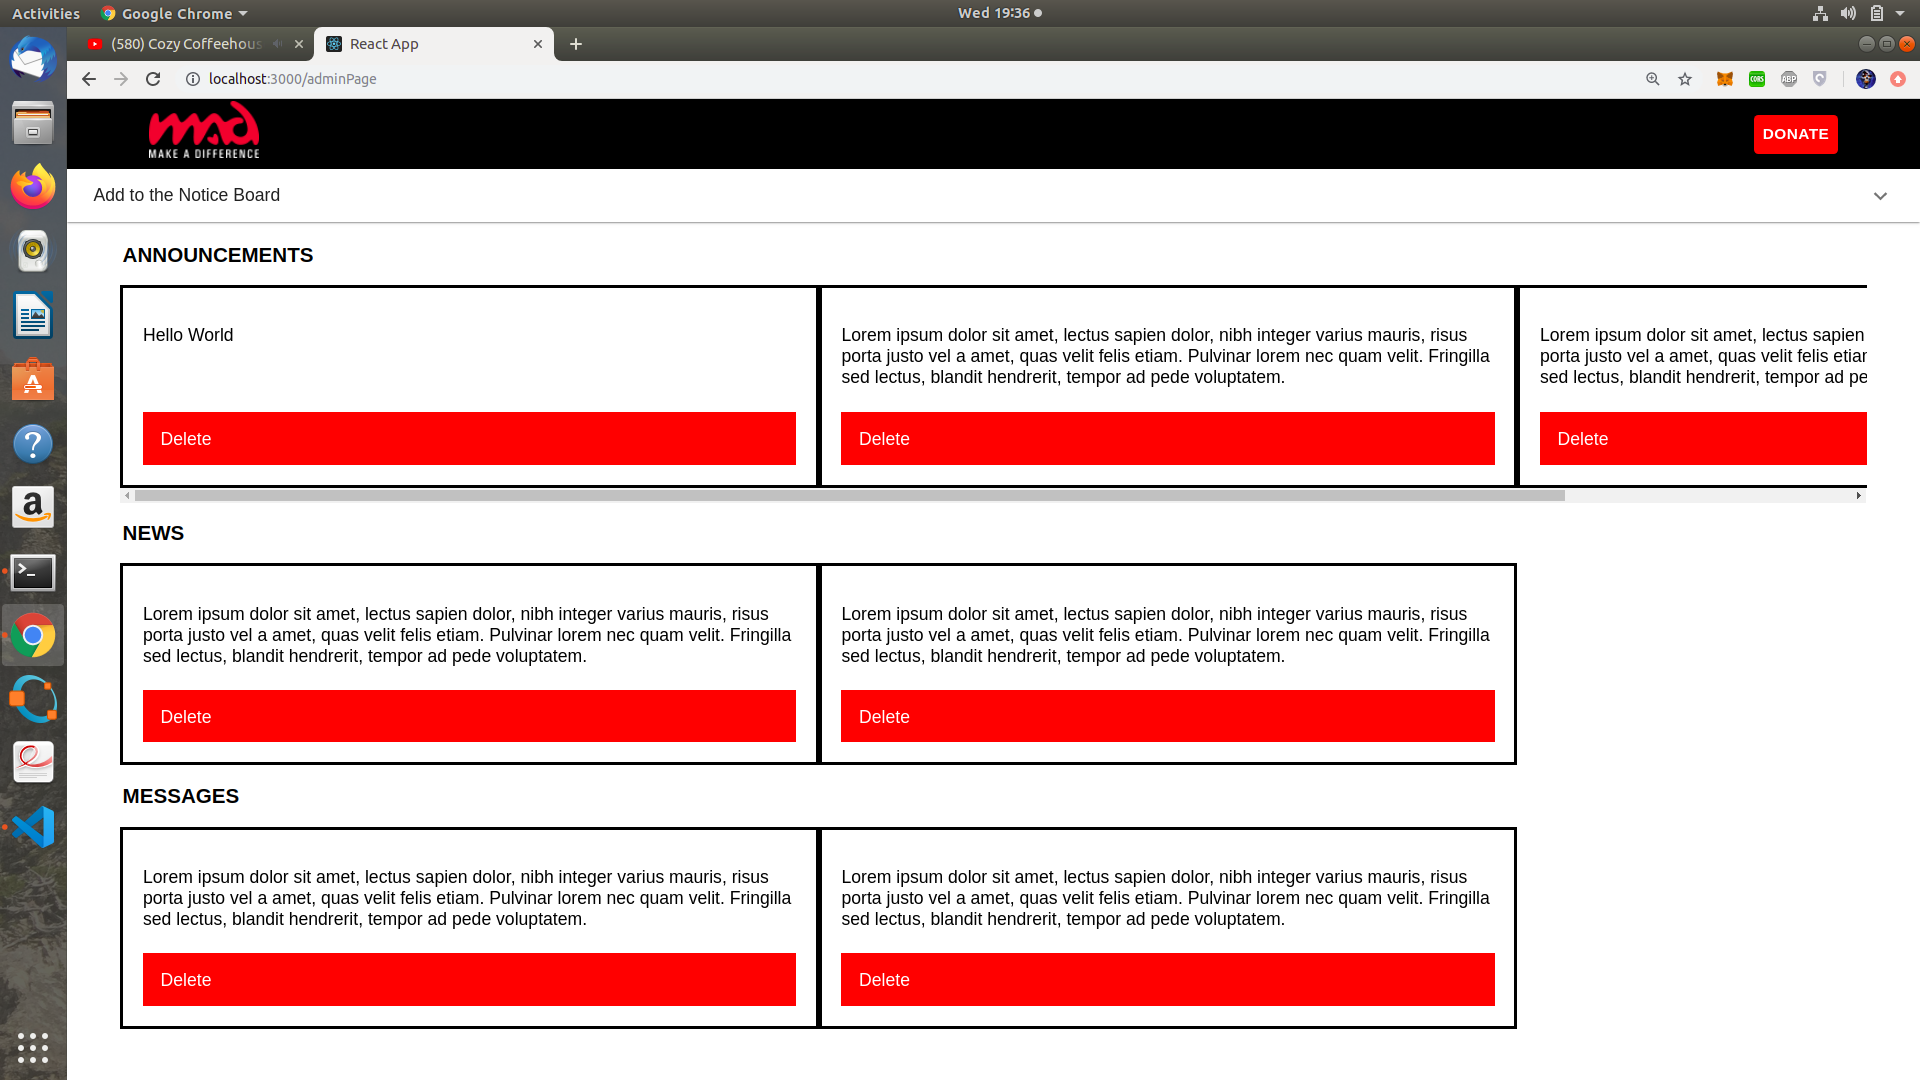 Activities Google Chrome Wed 19:36
(580) Cozy Coffeehous React App
localhost:3000/adminPage CORS ABP
mad
MAKE A DIFFERENCE
DONATE
Add to the Notice Board
ANNOUNCEMENTS
Hello World
Delete
Lorem ipsum dolor sit amet, lectus sapien dolor, nibh integer varius mauris, risus
porta justo vel a amet, quas velit felis etiam. Pulvinar lorem nec quam velit. Fringilla
sed lectus, blandit hendrerit, tempor ad pede voluptatem.
Delete
Lorem ipsum dolor sit amet, lectus sapien
porta justo vel a amet, quas velit felis etiam
sed lectus, blandit hendrerit, tempor ad pe
Delete
NEWS
Lorem ipsum dolor sit amet, lectus sapien dolor, nibh integer varius mauris, risus
porta justo vel a amet, quas velit felis etiam. Pulvinar lorem nec quam velit. Fringilla
sed lectus, blandit hendrerit, tempor ad pede voluptatem.
Delete
Lorem ipsum dolor sit amet, lectus sapien dolor, nibh integer varius mauris, risus
porta justo vel a amet, quas velit felis etiam. Pulvinar lorem nec quam velit. Fringilla
sed lectus, blandit hendrerit, tempor ad pede voluptatem.
Delete
MESSAGES
Lorem ipsum dolor sit amet, lectus sapien dolor, nibh integer varius mauris, risus
porta justo vel a amet, quas velit felis etiam. Pulvinar lorem nec quam velit. Fringilla
sed lectus, blandit hendrerit, tempor ad pede voluptatem.
Delete
Lorem ipsum dolor sit amet, lectus sapien dolor, nibh integer varius mauris, risus
porta justo vel a amet, quas velit felis etiam. Pulvinar lorem nec quam velit. Fringilla
sed lectus, blandit hendrerit, tempor ad pede voluptatem.
Delete